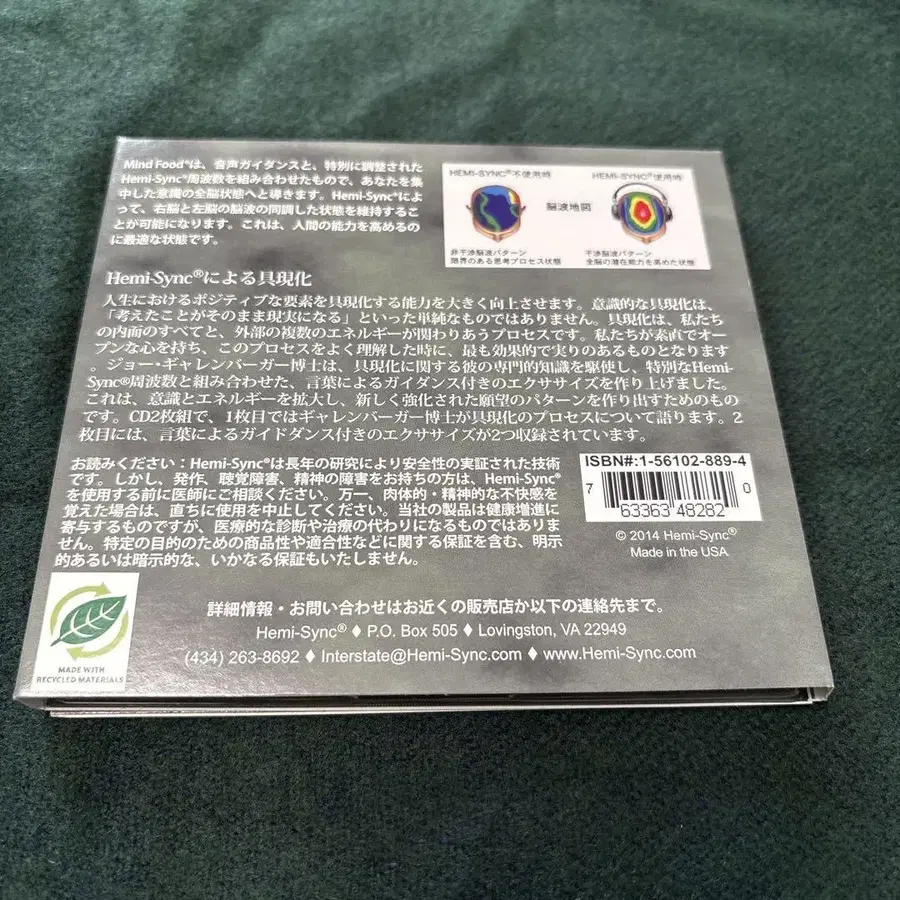 Mind Food®は、音声ガイダンスと、特別に調整された
Hemi-Sync®周波数を組み合わせたもので、あなたを集
中した意識の全脳状態へと導きます。Hemi-Sync®によ
って、右脳と左脳の脳波の同調した状態を維持するこ
とが可能になります。これは、人間の能力を高めるの
に最適な状態です。
HEMI-SYNC®不使用時
HEMI-SYNC®使用時
脳波地図
非干渉脳波パターン
限界のある思考プロセス状態
干渉脳波パターン
全脳の潜在能力を高めた状態
Hemi-Sync®による具現化
人生におけるポジティブな要素を具現化する能力を大きく向上させます。意識的な具現化は、
「考えたことがそのまま現実になる」といった単純なものではありません。具現化は、私たち
の内面のすべてと、外部の複数のエネルギーが関わりあうプロセスです。私たちが素直でオー
プンな心を持ち、このプロセスをよく理解した時に、最も効果的で実りのあるものとなります
。ジョー・ギャレンバーガー博士は、具現化に関する彼の専門的知識を駆使し、特別なHemi-
Sync®周波数と組み合わせた、言葉によるガイダンス付きのエクササイズを作り上げました。
これは、意識とエネルギーを拡大し、新しく強化された願望のパターンを作り出すためのもの
です。CD2枚組で、1枚目ではギャレンバーガー博士が具現化のプロセスについて語ります。2
枚目には、言葉によるガイドダンス付きのエクササイズが2つ収録されています。
お読みください：Hemi-Sync®は長年の研究により安全性の実証された技術
です。しかし、発作、聴覚障害、精神の障害をお持ちの方は、Hemi-Sync®
を使用する前に医師にご相談ください。万一、肉体的・精神的な不快感を
覚えた場合は、直ちに使用を中止してください。当社の製品は健康増進に
寄与するものですが、医療的な診断や治療の代わりになるものではありま
せん。特定の目的のための商品性や適合性などに関する保証を含む、明示
的あるいは暗示的な、いかなる保証もいたしません。
ISBN#:1-56102-889-4
7 63363 48282 0
© 2014 Hemi-Sync®
Made in the USA
MADE WITH
RECYCLED MATERIALS
詳細情報・お問い合わせはお近くの販売店か以下の連絡先まで。
Hemi-Sync® ♦ P.O. Box 505 ♦ Lovingston, VA 22949
(434) 263-8692 ♦ Interstate@Hemi-Sync.com ♦ www.Hemi-Sync.com